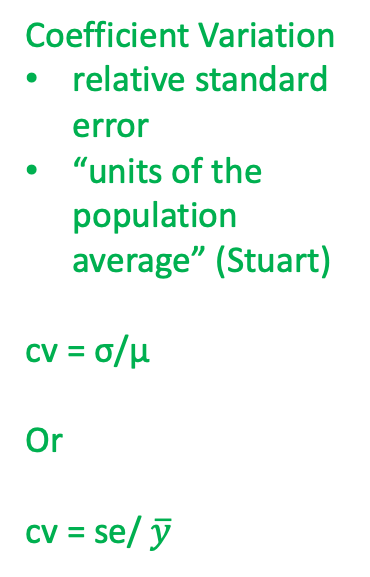 Coefficient Variation
• relative standard
error
• “units of the
population
average” (Stuart)
cv = σ/μ
Or
cv = se/ ȳ